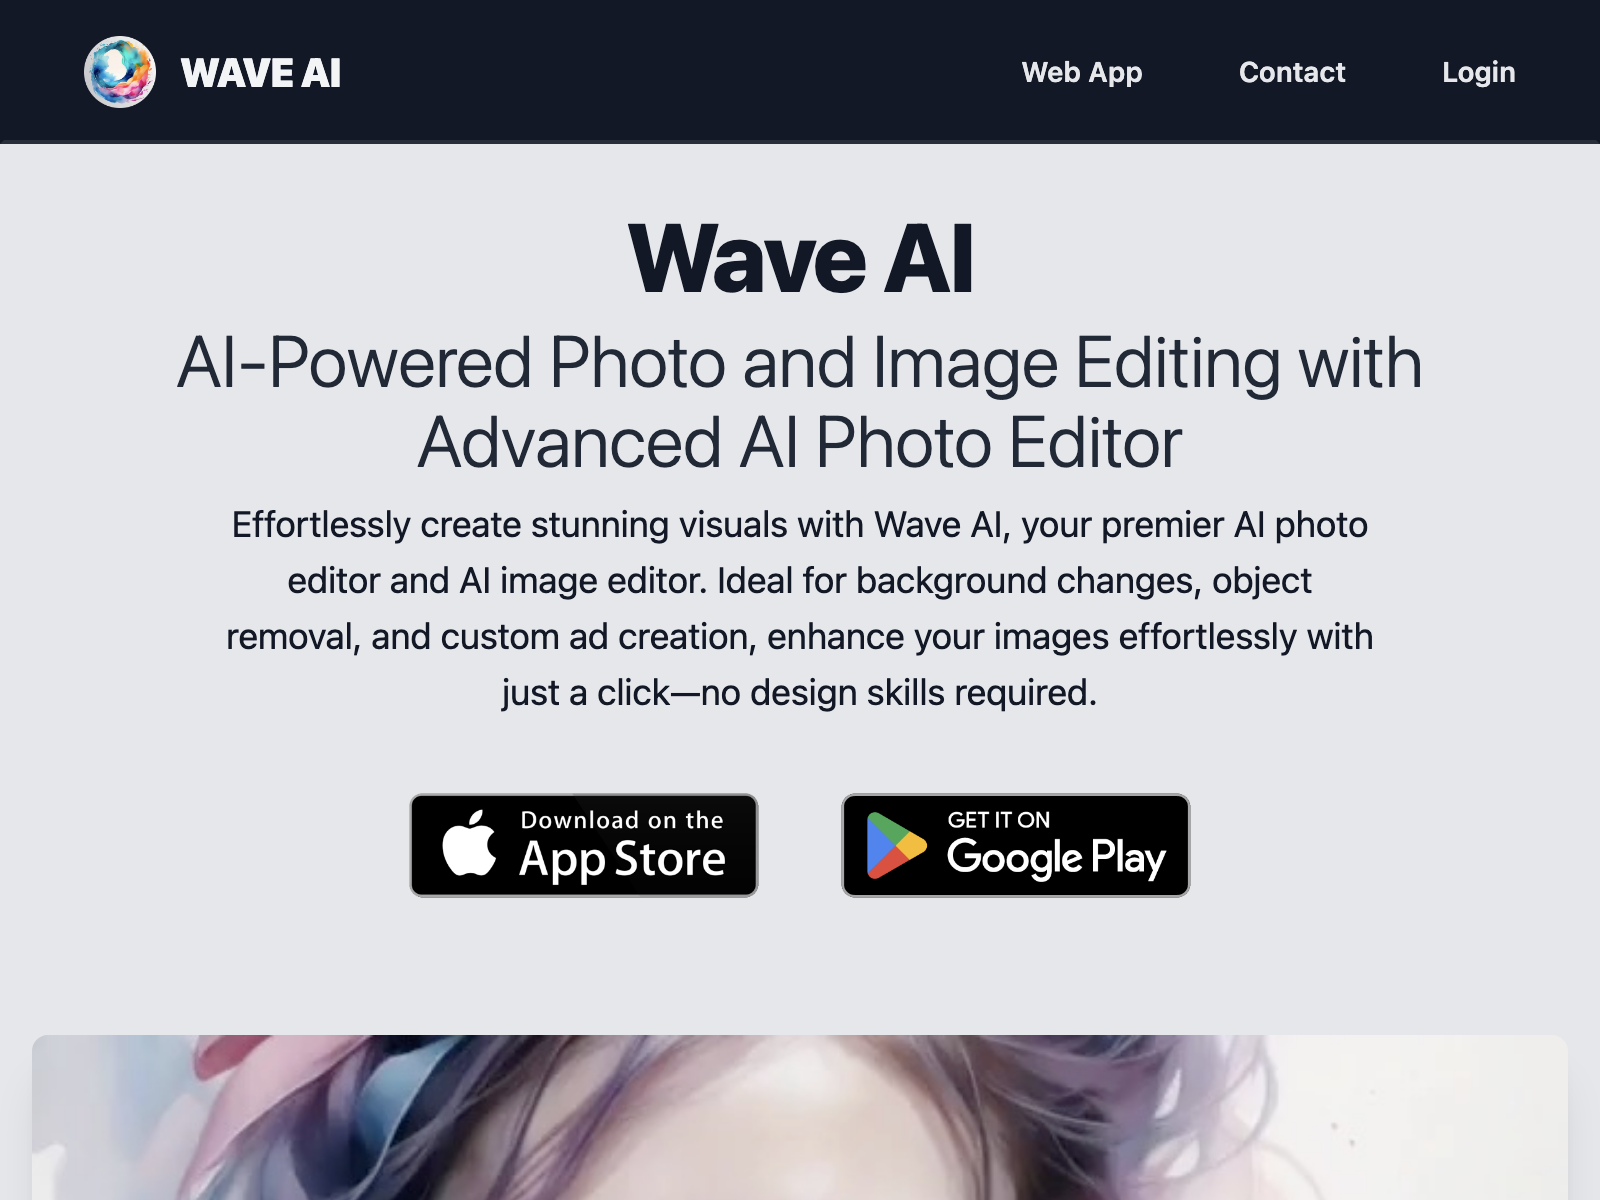 WAVE AI
Web App
Contact
Login
Wave AI
AI-Powered Photo and Image Editing with
Advanced AI Photo Editor
Effortlessly create stunning visuals with Wave AI, your premier AI photo
editor and AI image editor. Ideal for background changes, object
removal, and custom ad creation, enhance your images effortlessly with
just a click—no design skills required.
Download on the
App Store
GET IT ON
Google Play